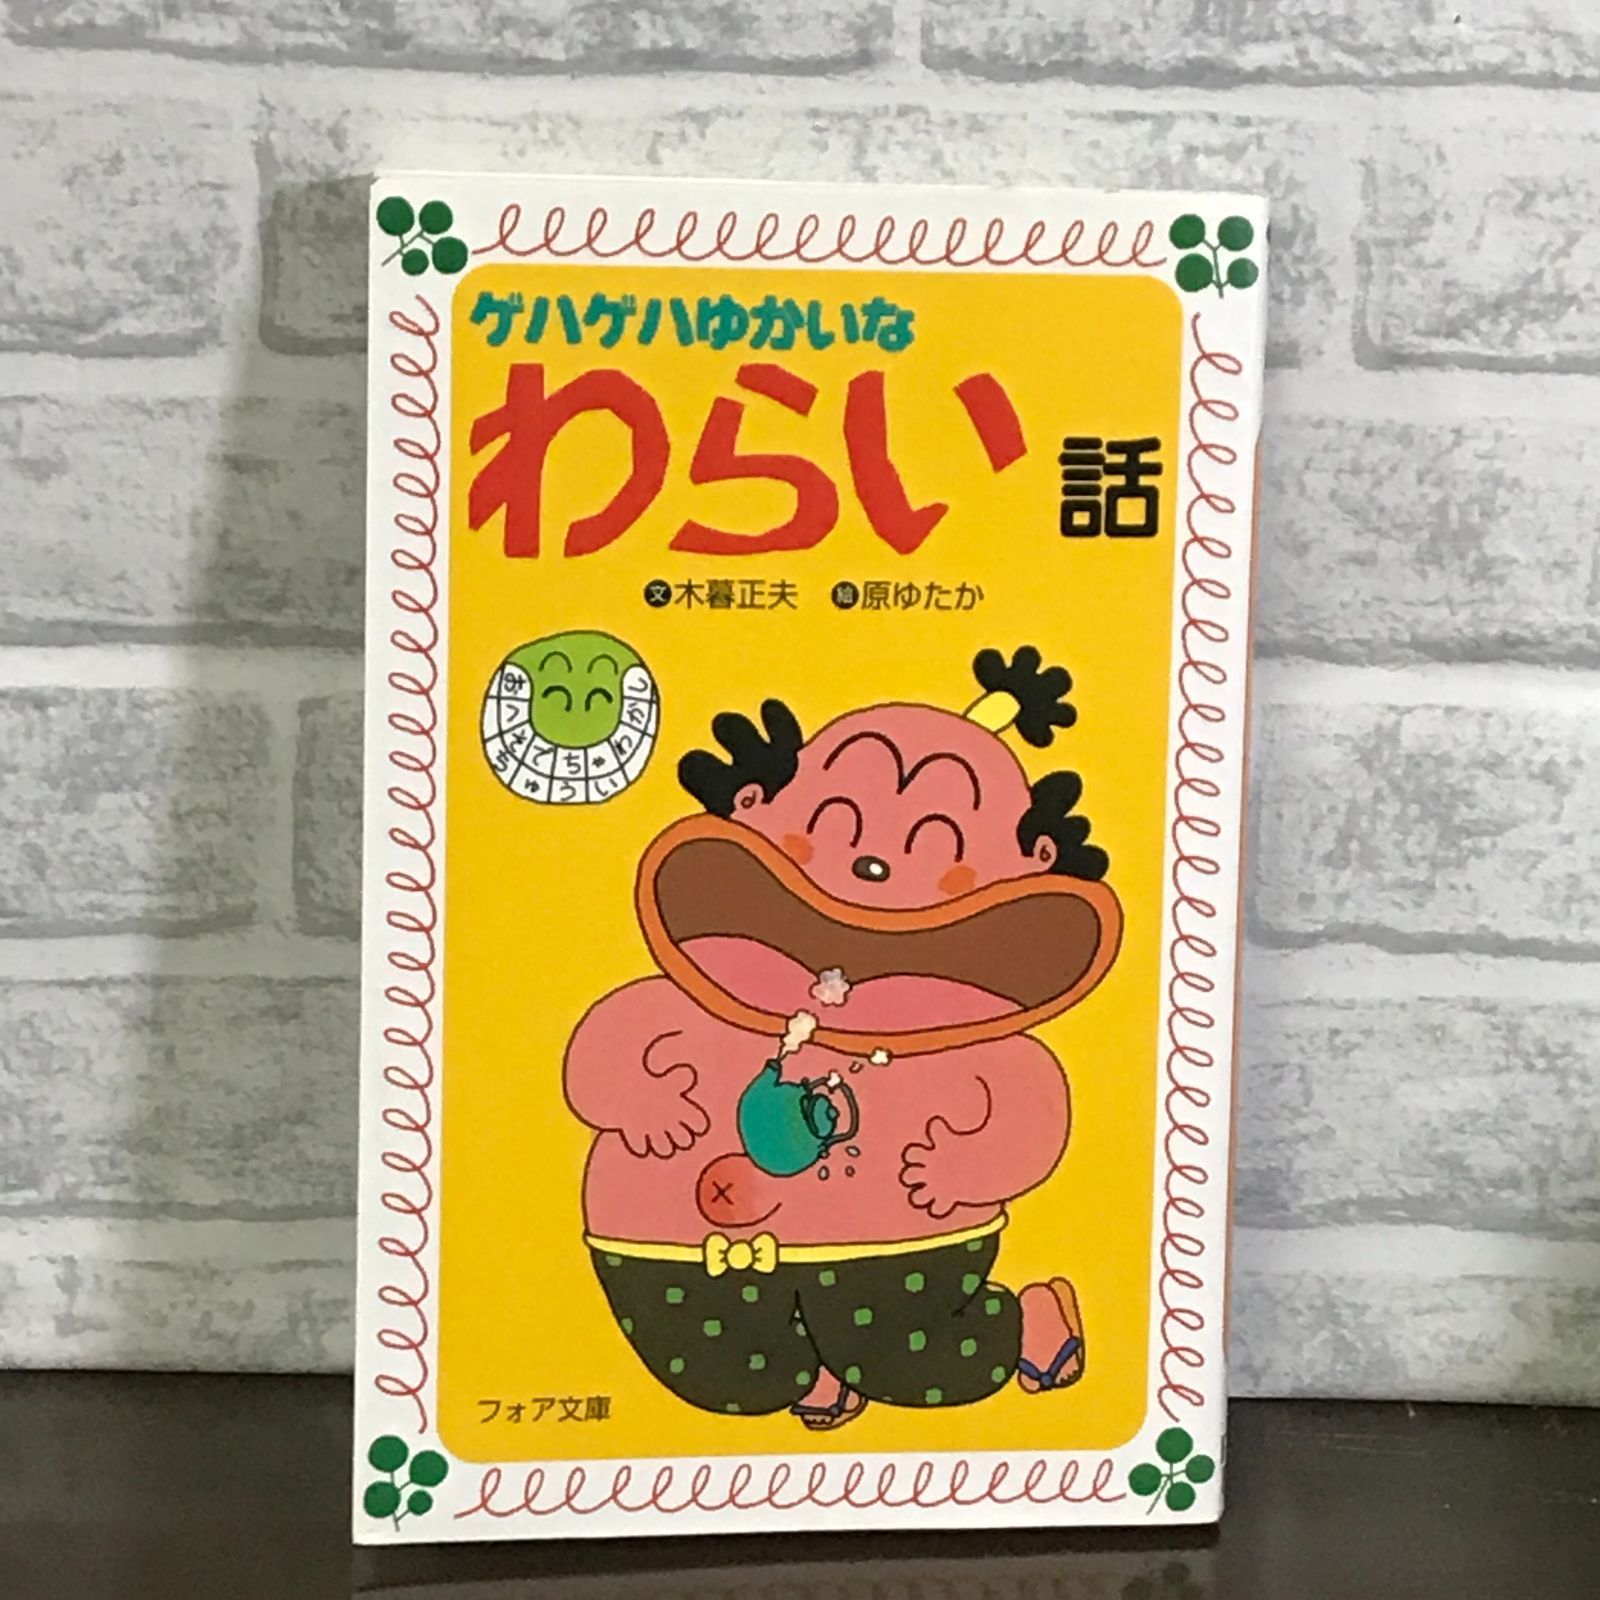 ゲハゲハゆかいな
わらい話
文 木暮正夫 絵 原ゆたか
フォア文庫